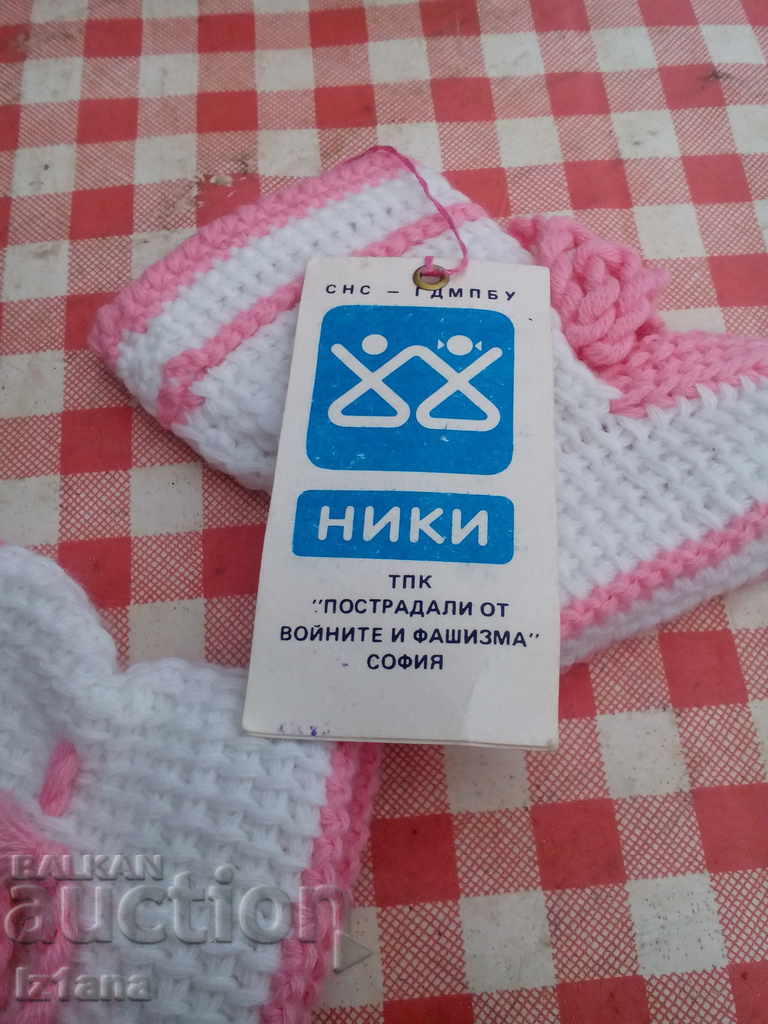 СНС – ГДМПБУ
НИКИ
ТПК
"ПОСТРАДАЛИ ОТ
ВОЙНИТЕ И ФАШИЗМА"
СОФИЯ
BALKAN
auction
Iz1ana